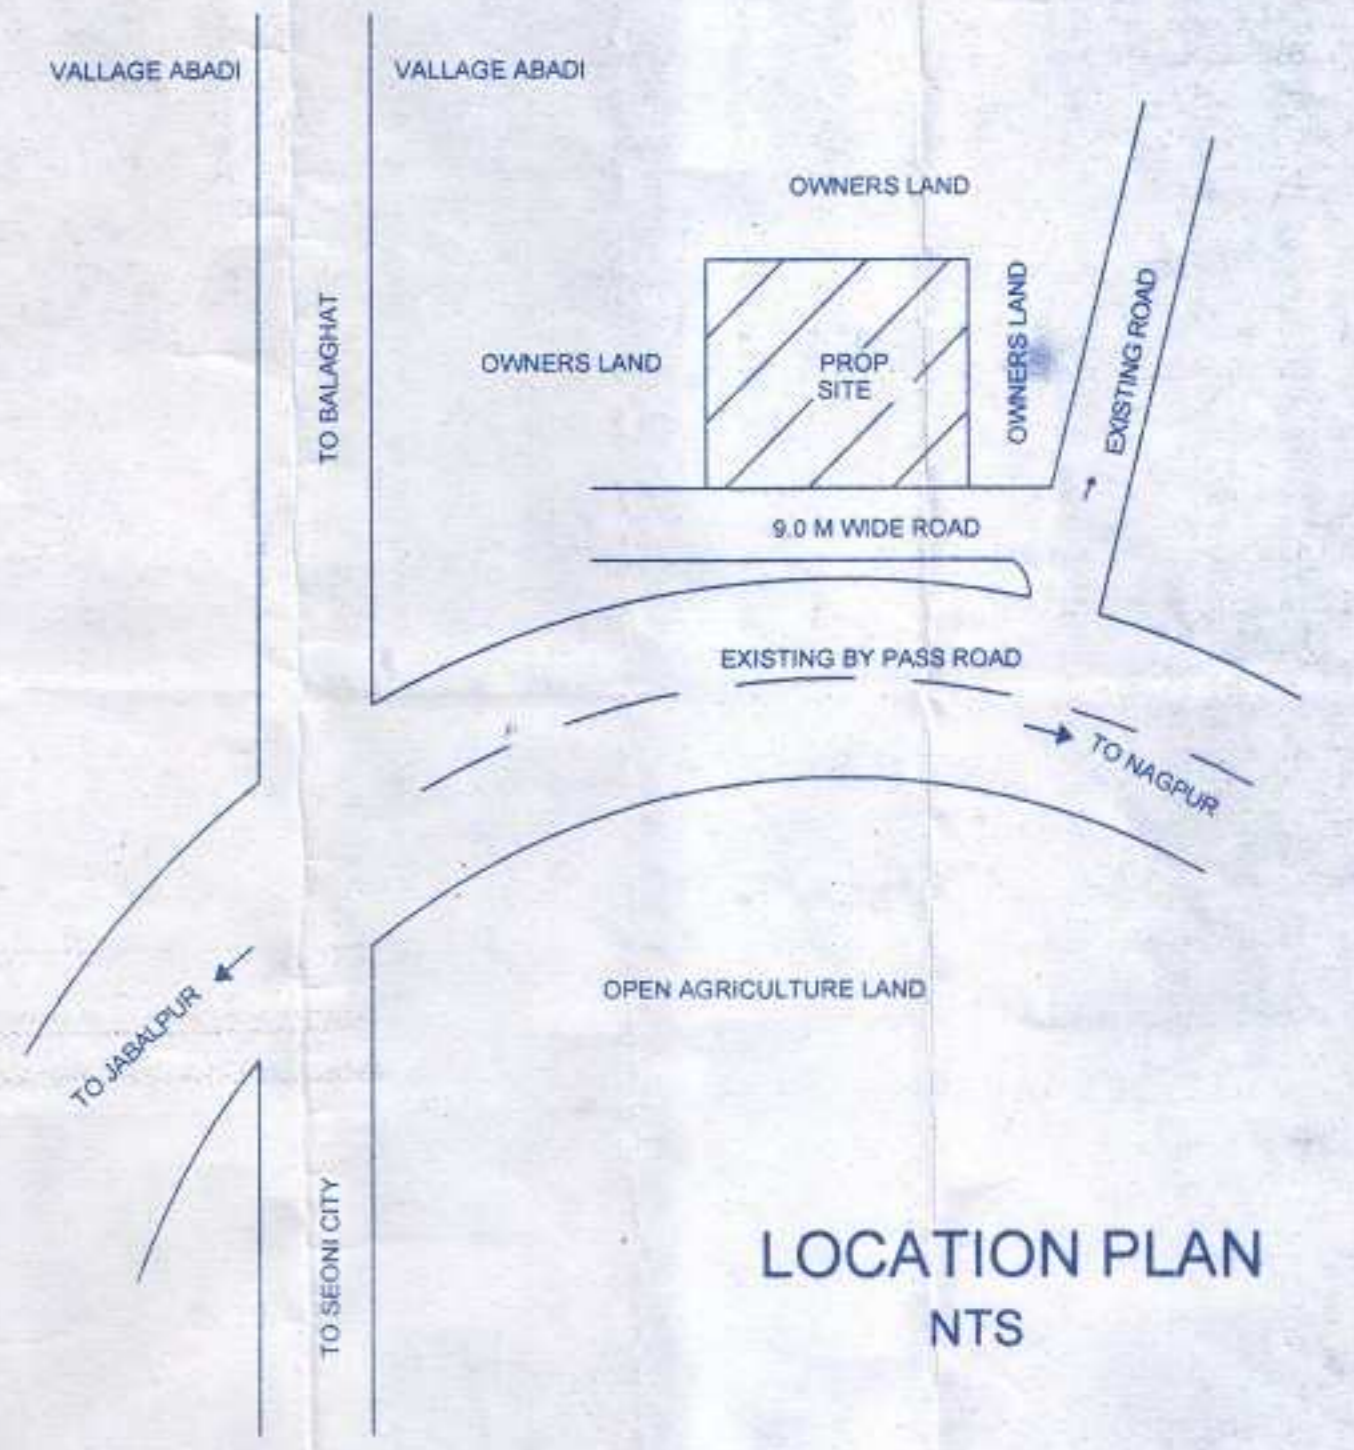 VALLAGE ABADI
VALLAGE ABADI
OWNERS LAND
TO BALAGHAT
OWNERS LAND
PROP.
SITE
OWNERS LAND
EXISTING ROAD
9.0 M WIDE ROAD
EXISTING BY PASS ROAD
TO NAGPUR
TO JABALPUR
OPEN AGRICULTURE LAND
TO SEONI CITY
LOCATION PLAN
NTS